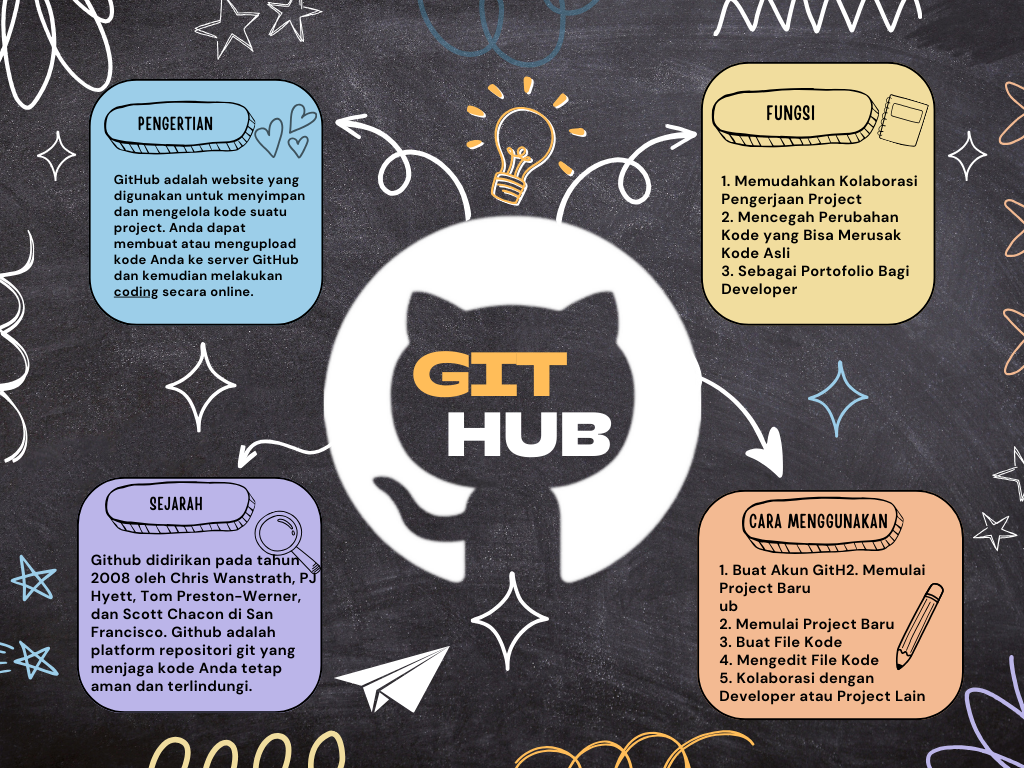 PENGERTIAN
GitHub adalah website yang
digunakan untuk menyimpan
dan mengelola kode suatu
project. Anda dapat
membuat atau mengupload
kode Anda ke server GitHub
dan kemudian melakukan
coding secara online.
FUNGSI
1. Memudahkan Kolaborasi
Pengerjaan Project
2. Mencegah Perubahan
Kode yang Bisa Merusak
Kode Asli
3. Sebagai Portofolio Bagi
Developer
GIT
HUB
SEJARAH
Github didirikan pada tahun
2008 oleh Chris Wanstrath, PJ
Hyett, Tom Preston-Werner,
dan Scott Chacon di San
Francisco. Github adalah
platform repositori git yang
menjaga kode Anda tetap
aman dan terlindungi.
CARA MENGGUNAKAN
1. Buat Akun GitH2. Memulai
Project Baru
ub
2. Memulai Project Baru
3. Buat File Kode
4. Mengedit File Kode
5. Kolaborasi dengan
Developer atau Project Lain